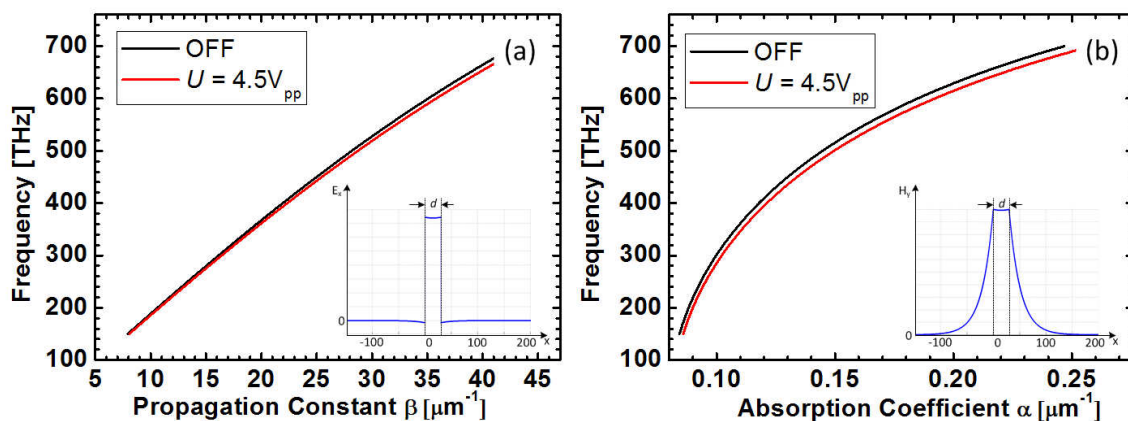 OFF
U = 4.5Vpp
(a)
Frequency [THz]
700
600
500
400
300
200
100
5 10 15 20 25 30 35 40 45
Propagation Constant β [μm⁻¹]
Ex
d
0
-100 0 100 200 x
OFF
U = 4.5Vpp
(b)
Frequency [THz]
700
600
500
400
300
200
100
0.10 0.15 0.20 0.25
Absorption Coefficient α [μm⁻¹]
Hy
d
0
-100 0 100 200 x